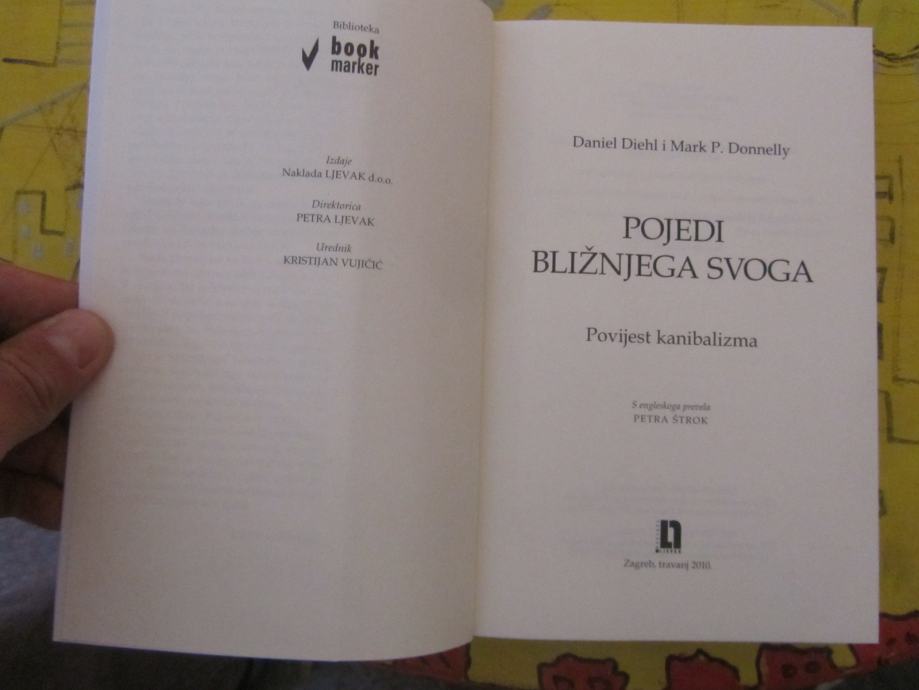 Biblioteka
book
marker
Izdaje
Naklada LJEVAK d.o.o.
Direktorica
PETRA LJEVAK
Urednik
KRISTIJAN VUJIČIĆ
Daniel Diehl i Mark P. Donnelly
POJEDI
BLIŽNJEGA SVOGA
Povijest kanibalizma
S engleskoga prevela
PETRA ŠTROK
LJEVAK
Zagreb, travanj 2010.